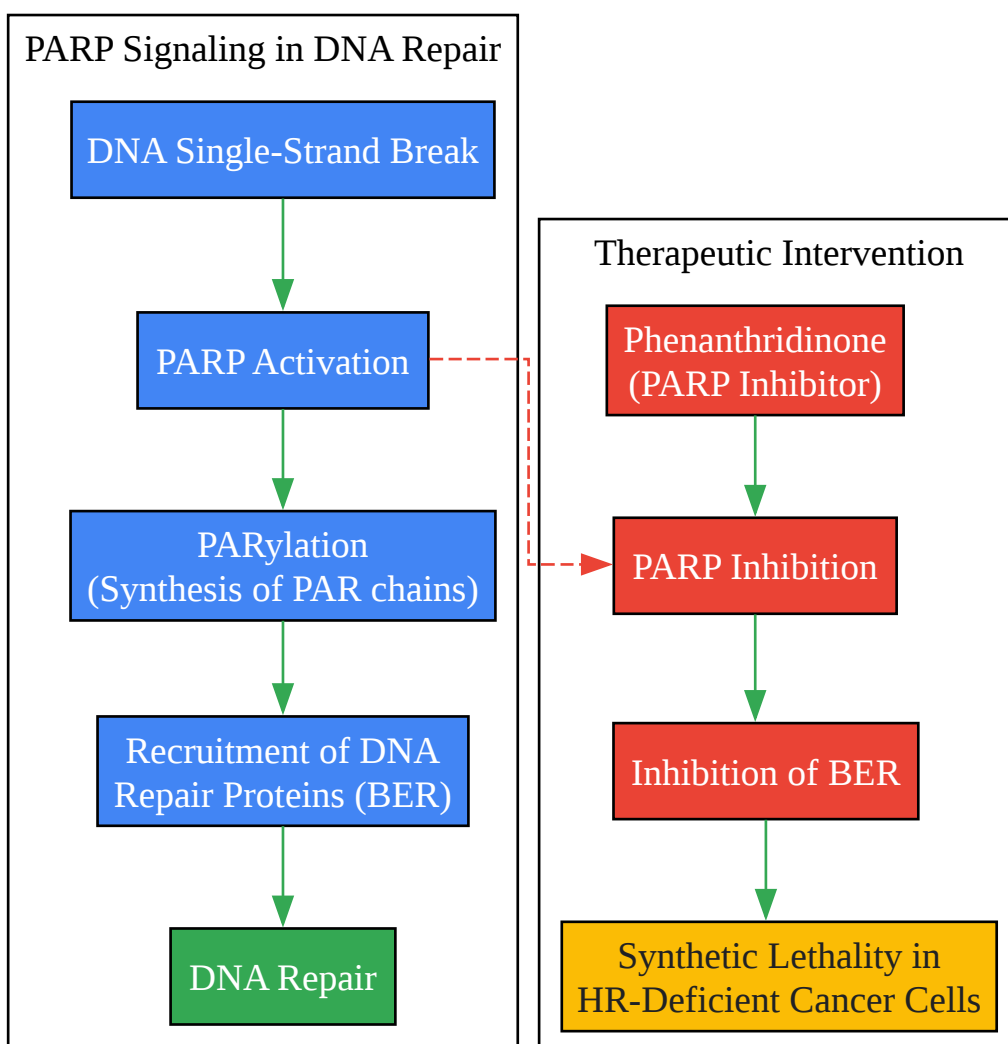 PARP Signaling in DNA Repair
DNA Single-Strand Break
PARP Activation
PARylation
(Synthesis of PAR chains)
Recruitment of DNA
Repair Proteins (BER)
DNA Repair
Therapeutic Intervention
Phenanthridinone
(PARP Inhibitor)
PARP Inhibition
Inhibition of BER
Synthetic Lethality in
HR-Deficient Cancer Cells